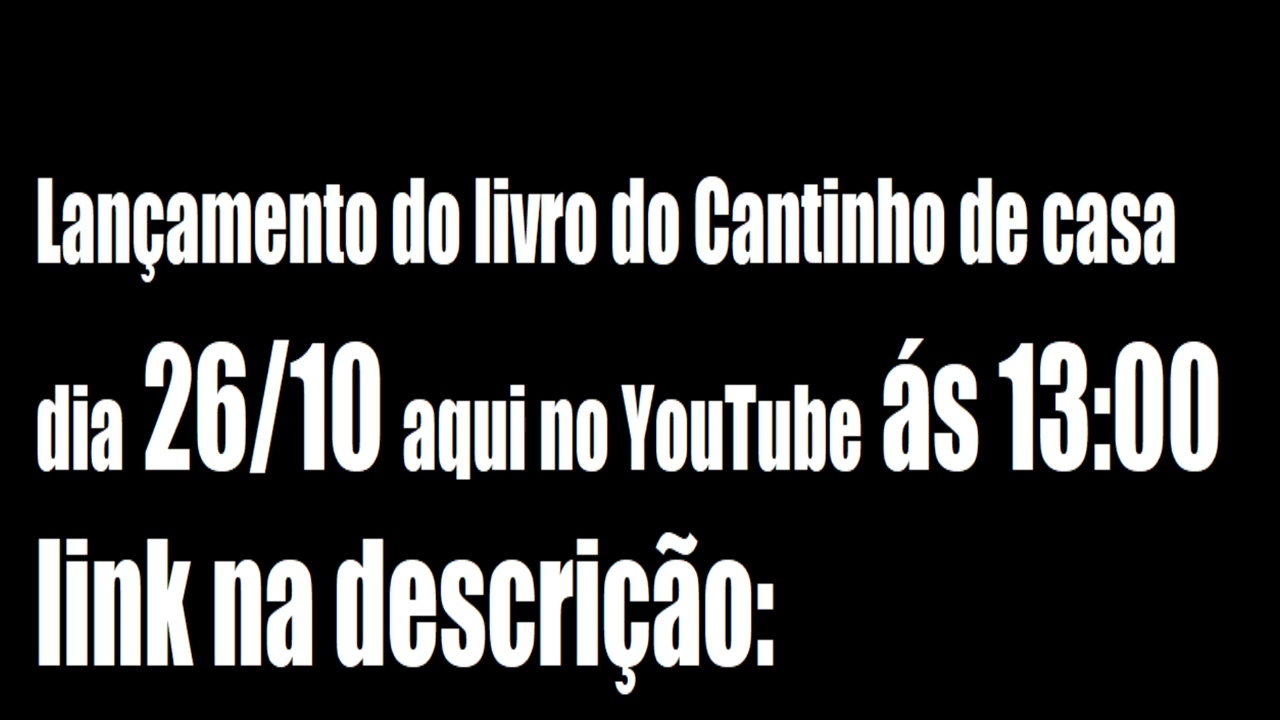 Lançamento do livro do Cantinho de casa
dia 26/10 aqui no YouTube ás 13:00
link na descrição: